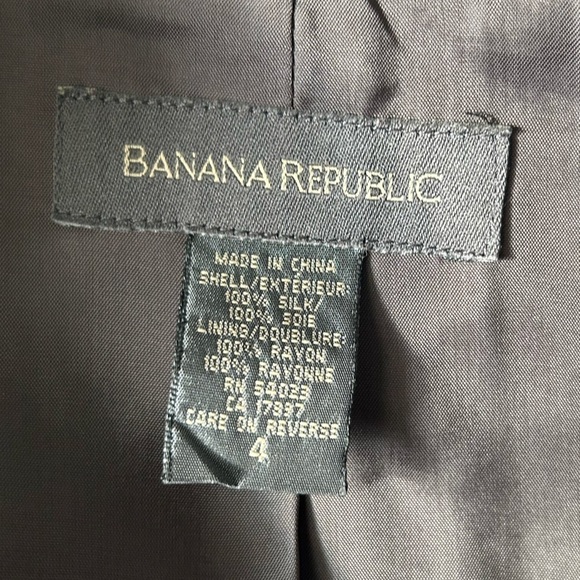 BANANA REPUBLIC
MADE IN CHINA
SHELL/EXTÉRIEUR:
100% SILK/
100% SOIE
LINING/DOUBLURE:
100% RAYON
100% RAYONNE
RN 54023
CA 17897
CARE ON REVERSE
4